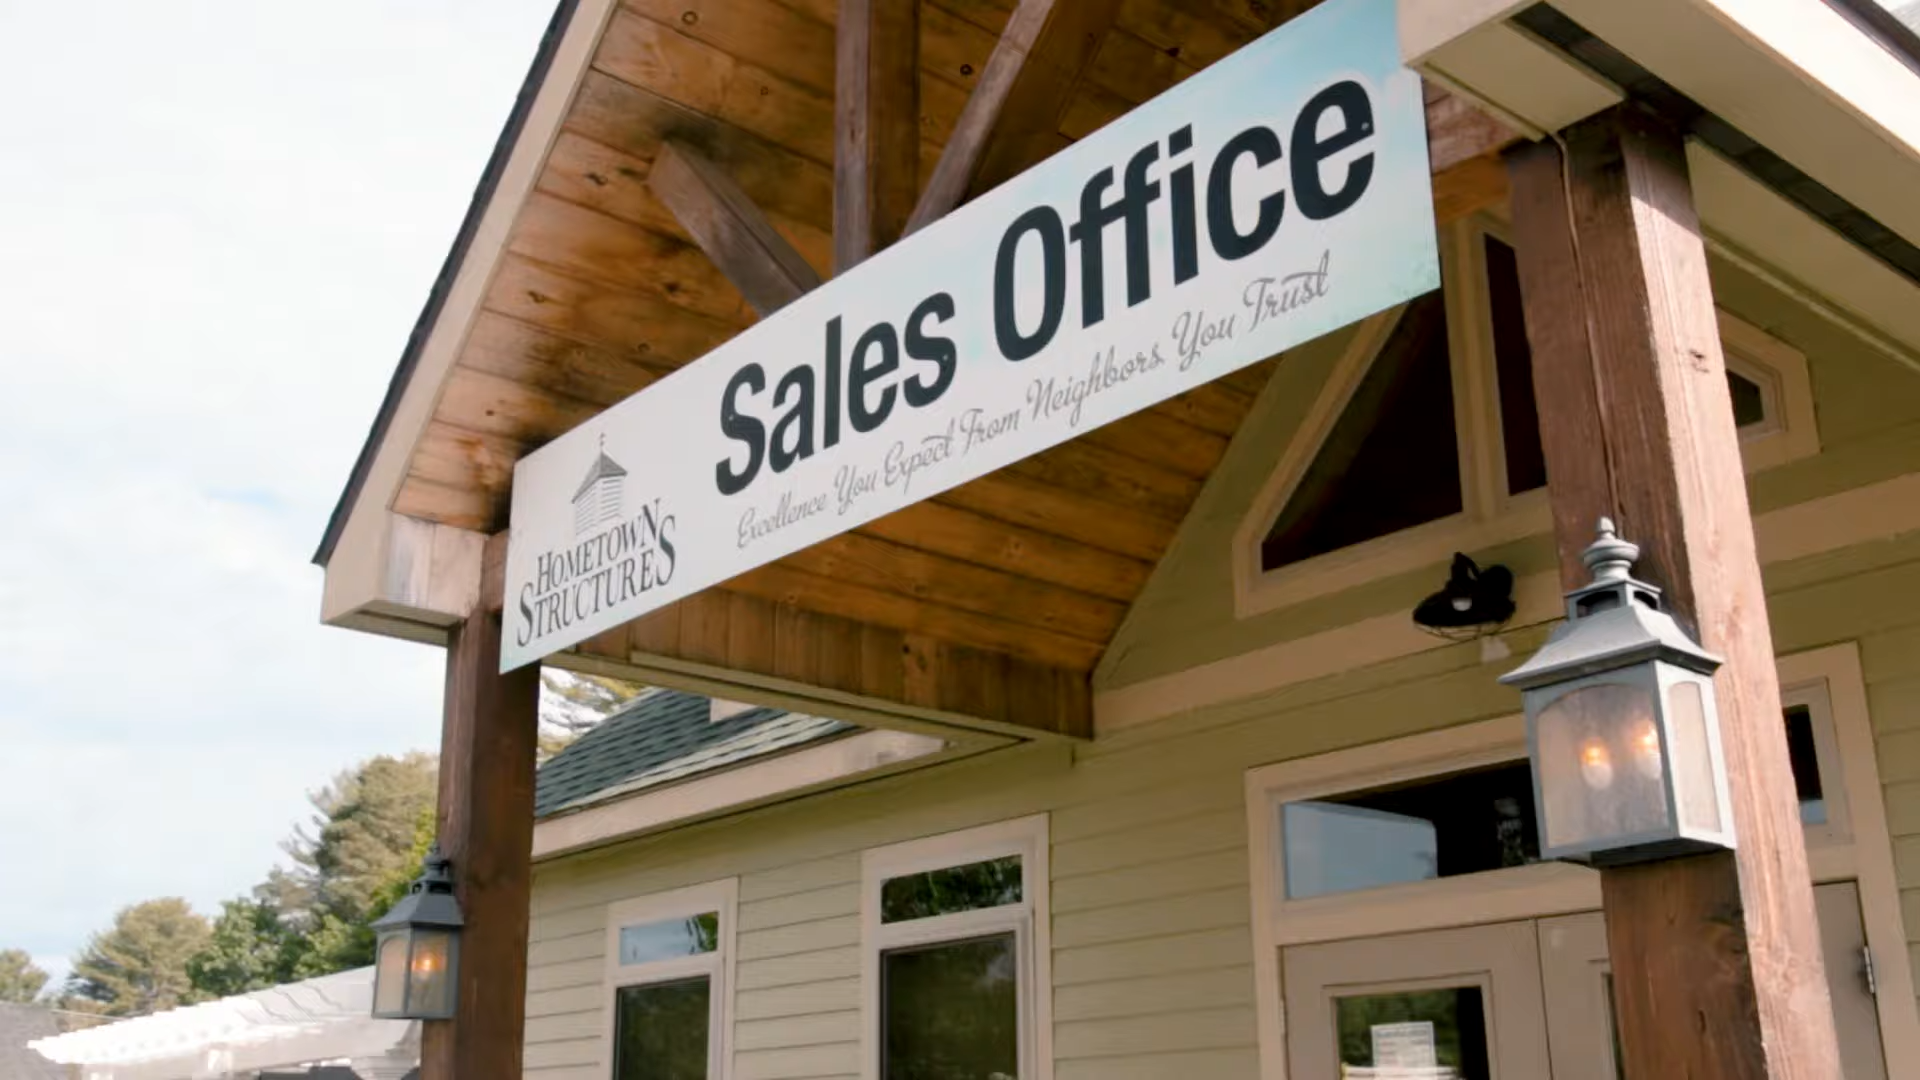 Sales Office
Excellence You Expect From Neighbors You Trust
HOMETOWN
STRUCTURES